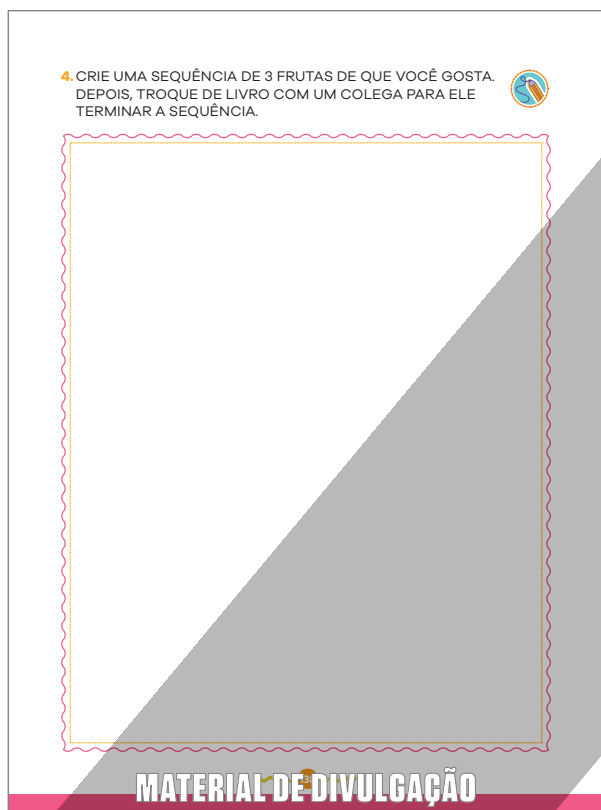 4. CRIE UMA SEQUÊNCIA DE 3 FRUTAS DE QUE VOCÊ GOSTA.
DEPOIS, TROQUE DE LIVRO COM UM COLEGA PARA ELE
TERMINAR A SEQUÊNCIA.
MATERIAL DE DIVULGAÇÃO